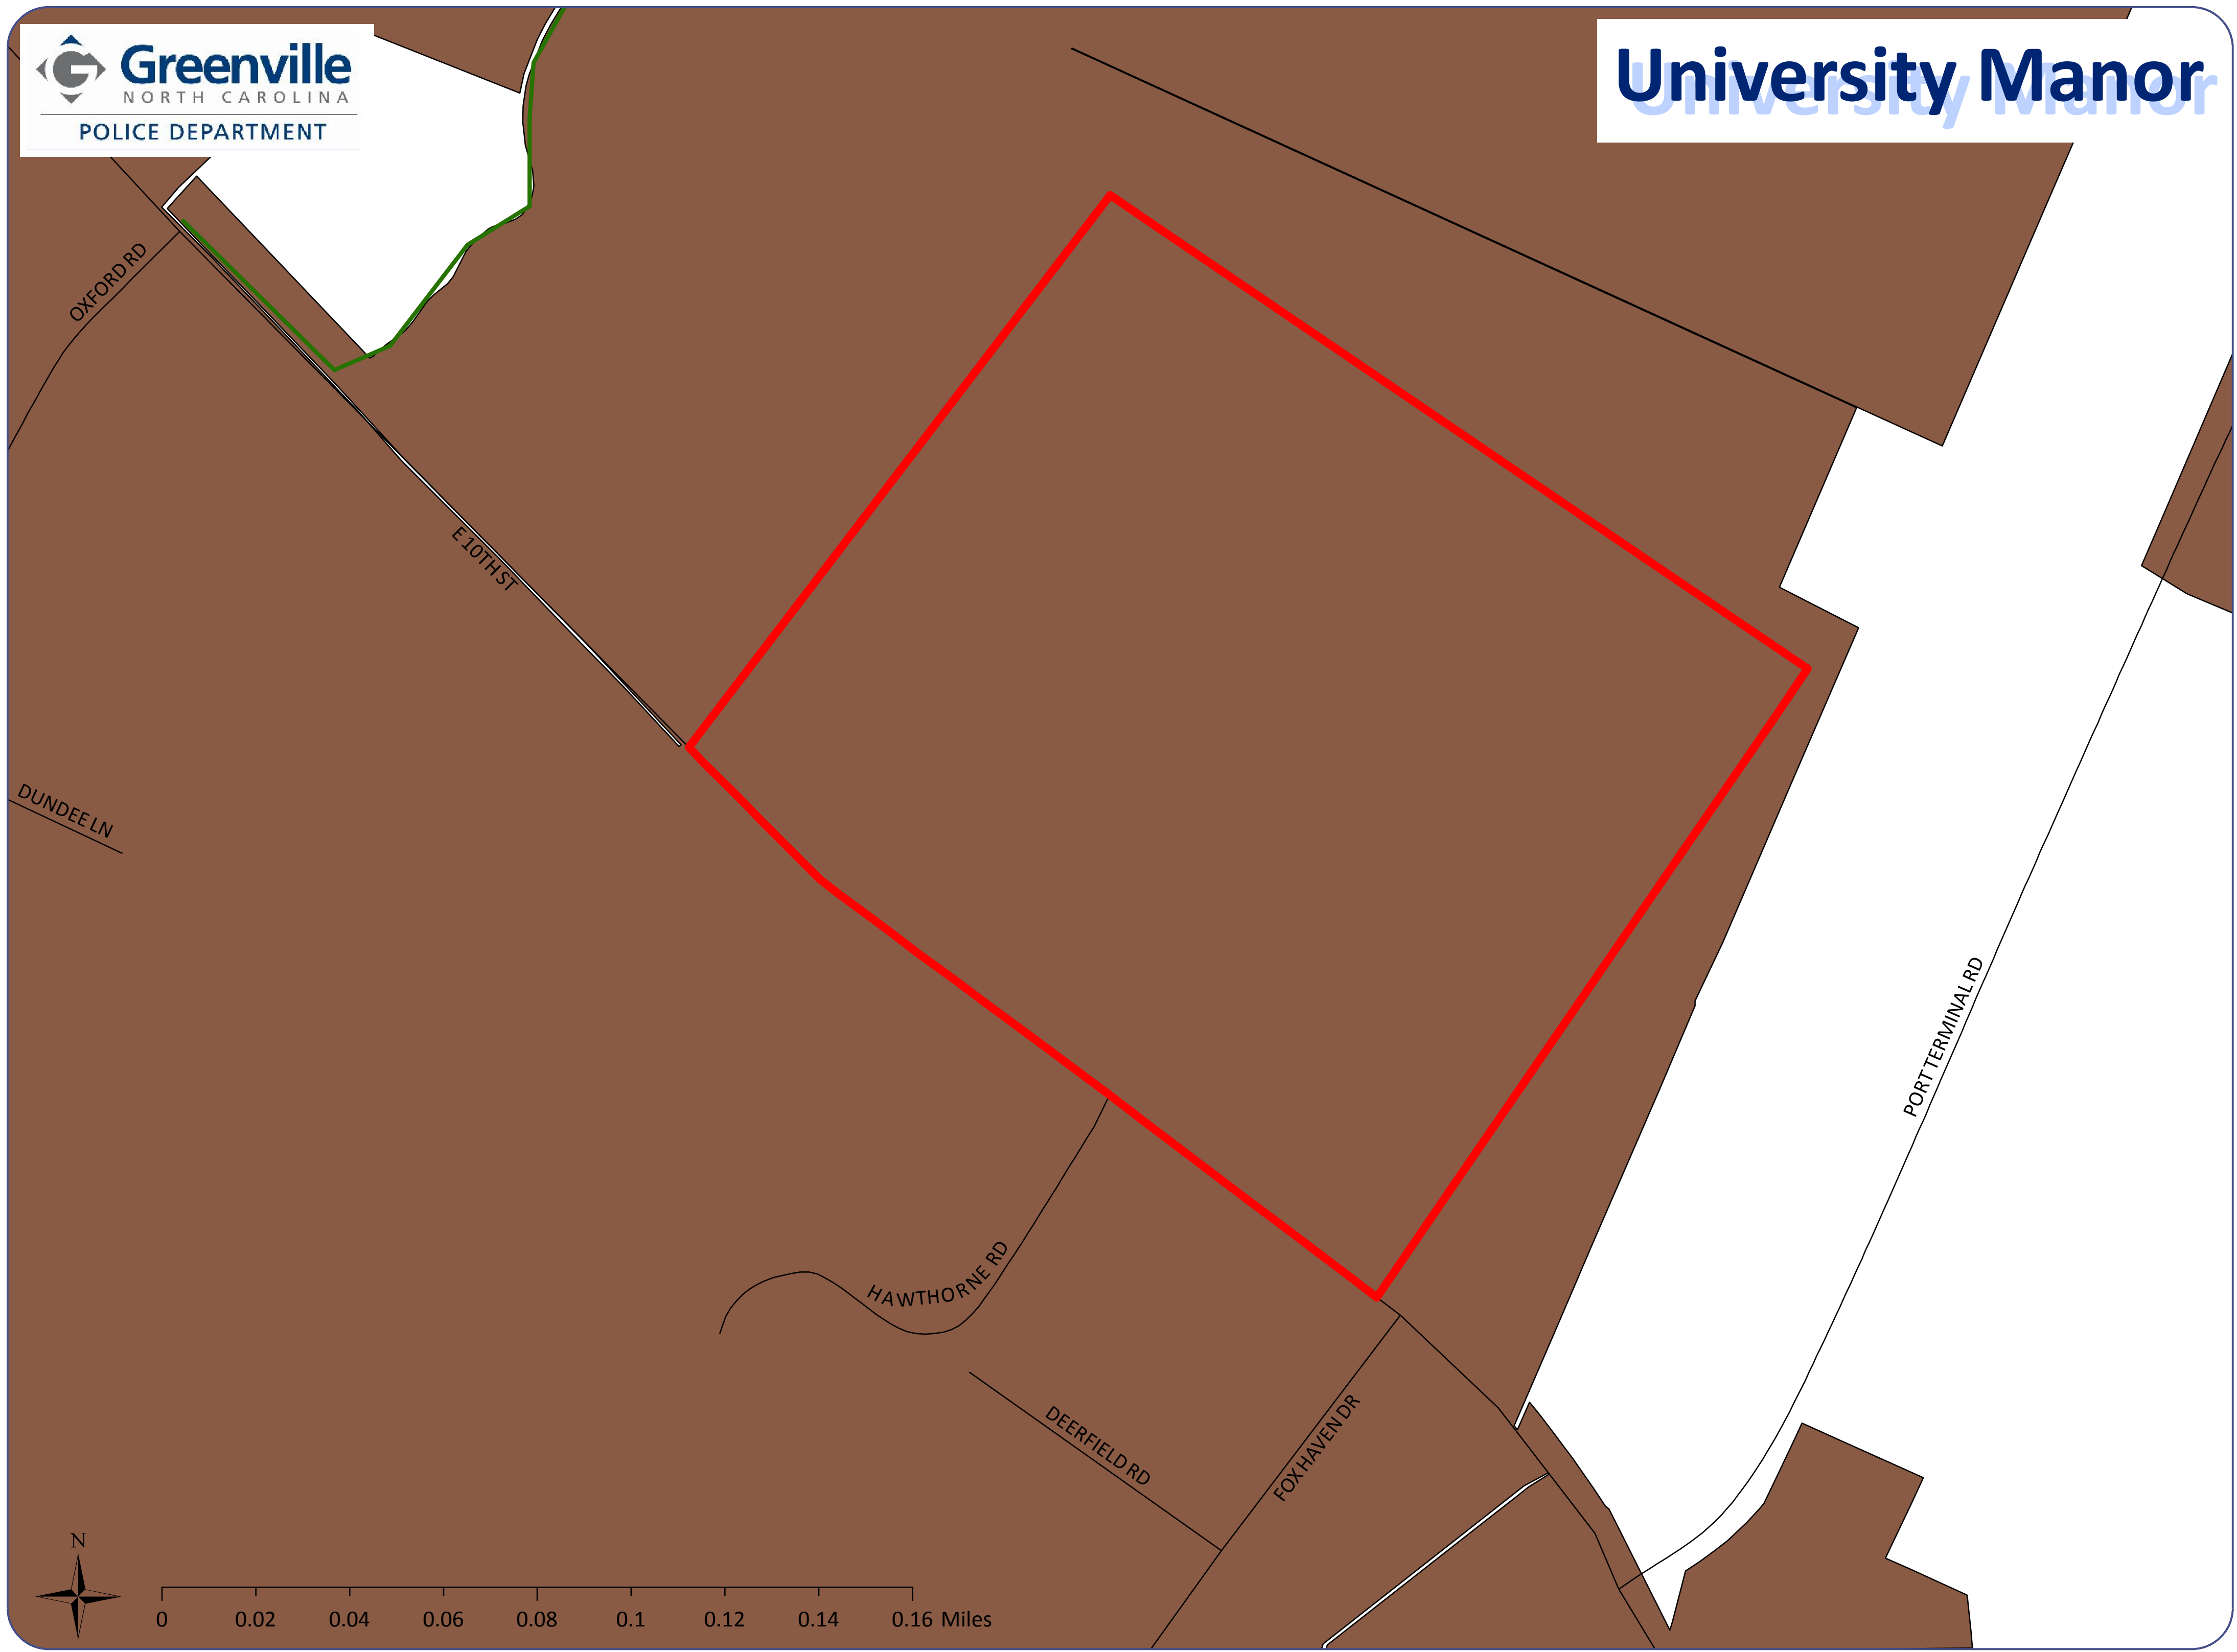 Greenville
NORTH CAROLINA
POLICE DEPARTMENT
University Manor
OXFORD RD
E 10TH ST
DUNDEE LN
PORT TERMINAL RD
HAWTHORNE RD
DEERFIELD RD
FOX HAVEN DR
N
0 0.02 0.04 0.06 0.08 0.1 0.12 0.14 0.16 Miles